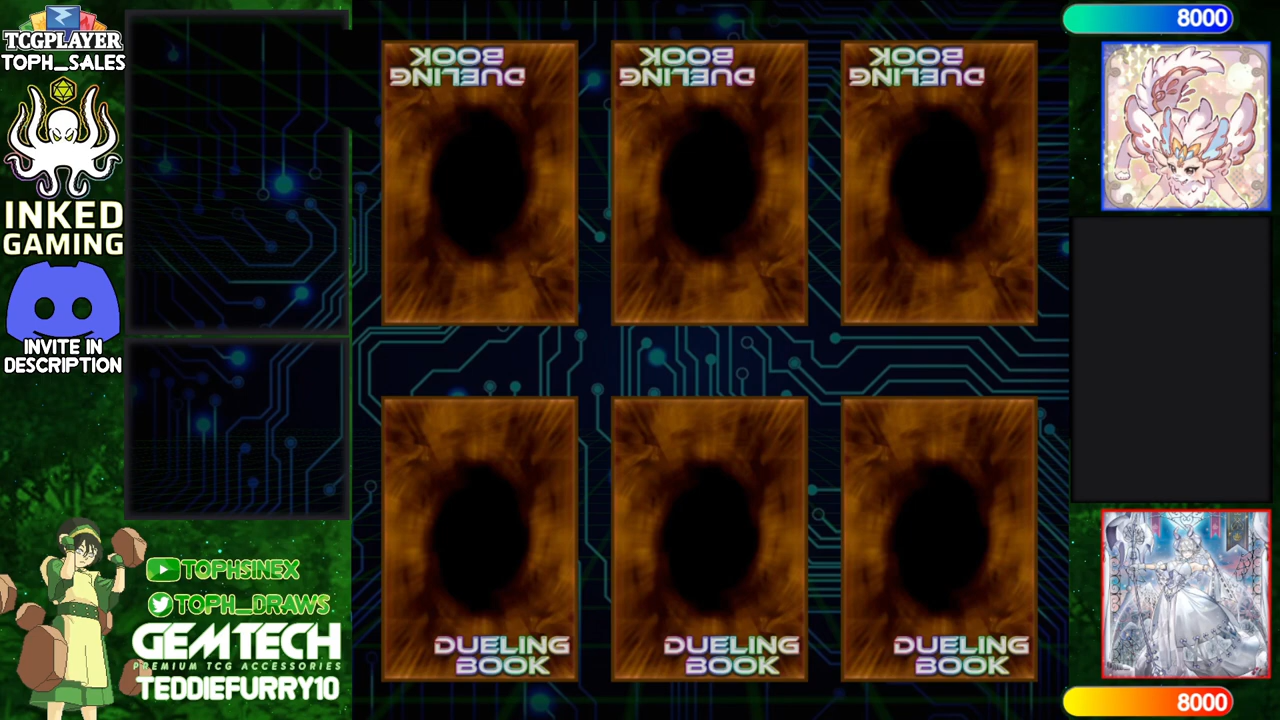 TCGPLAYER
TOPH_SALES
INKED
GAMING
INVITE IN
DESCRIPTION
DUELING
BOOK
DUELING
BOOK
DUELING
BOOK
8000
TOPHSINEX
TOPH_DRAWS
GEMTECH
PREMIUM TCG ACCESSORIES
TEDDIEFURRY10
DUELING
BOOK
DUELING
BOOK
DUELING
BOOK
8000